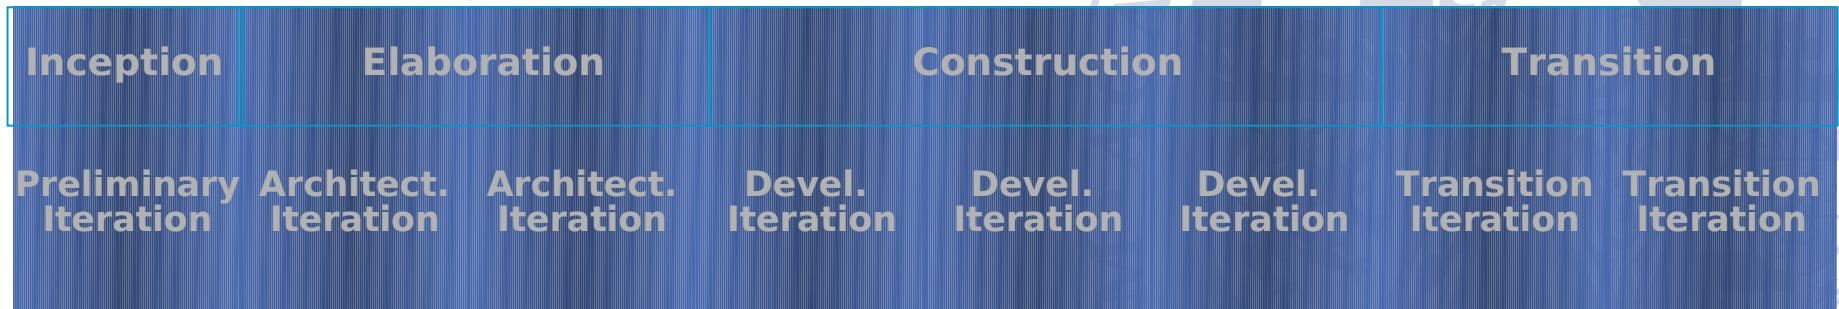 Inception Elaboration Construction Transition
Preliminary Architect. Architect. Devel. Devel. Devel. Transition Transition
Iteration Iteration Iteration Iteration Iteration Iteration Iteration Iteration